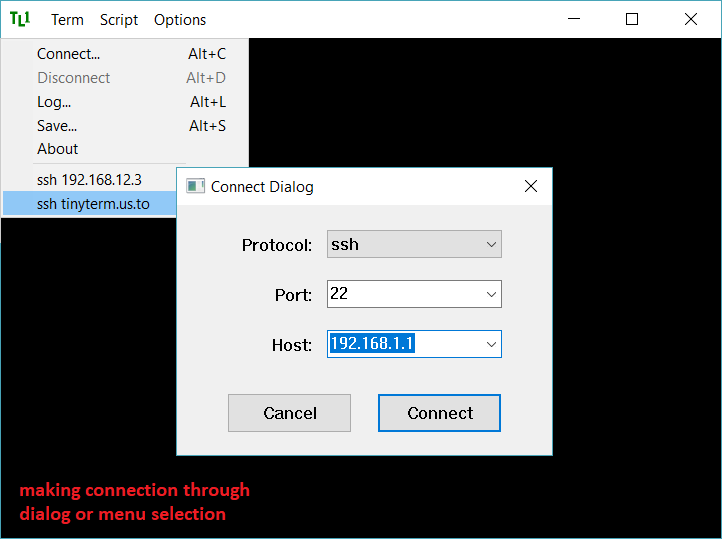 TL1 Term Script Options
Connect... Alt+C
Disconnect Alt+D
Log... Alt+L
Save... Alt+S
About
ssh 192.168.12.3
ssh tinyterm.us.to
Connect Dialog
Protocol: ssh
Port: 22
Host: 192.168.1.1
Cancel Connect
making connection through
dialog or menu selection